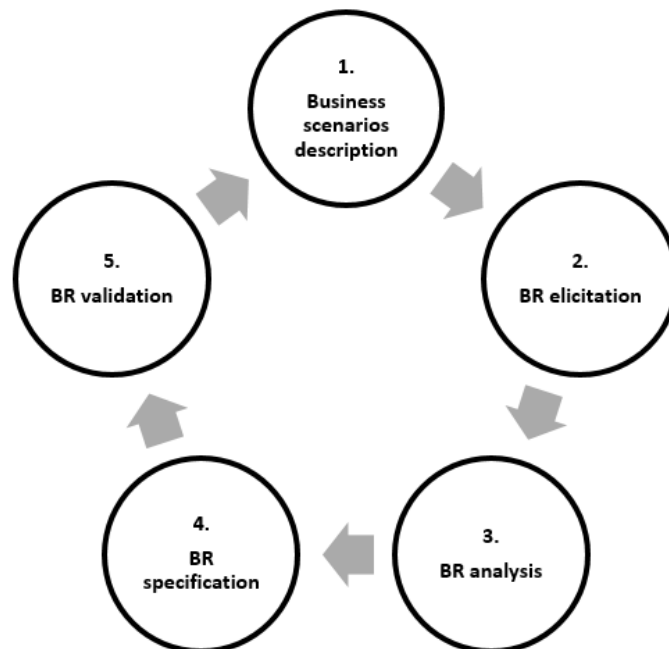 1.
Business
scenarios
description
2.
BR elicitation
3.
BR analysis
4.
BR
specification
5.
BR validation